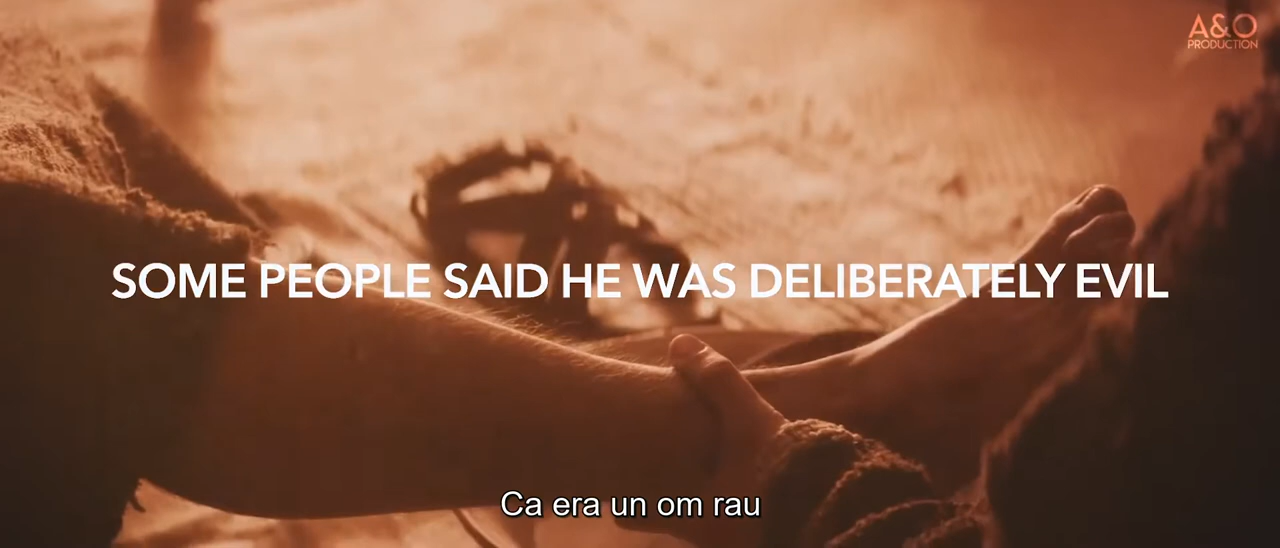 A&O
PRODUCTION
SOME PEOPLE SAID HE WAS DELIBERATELY EVIL
Ca era un om rau